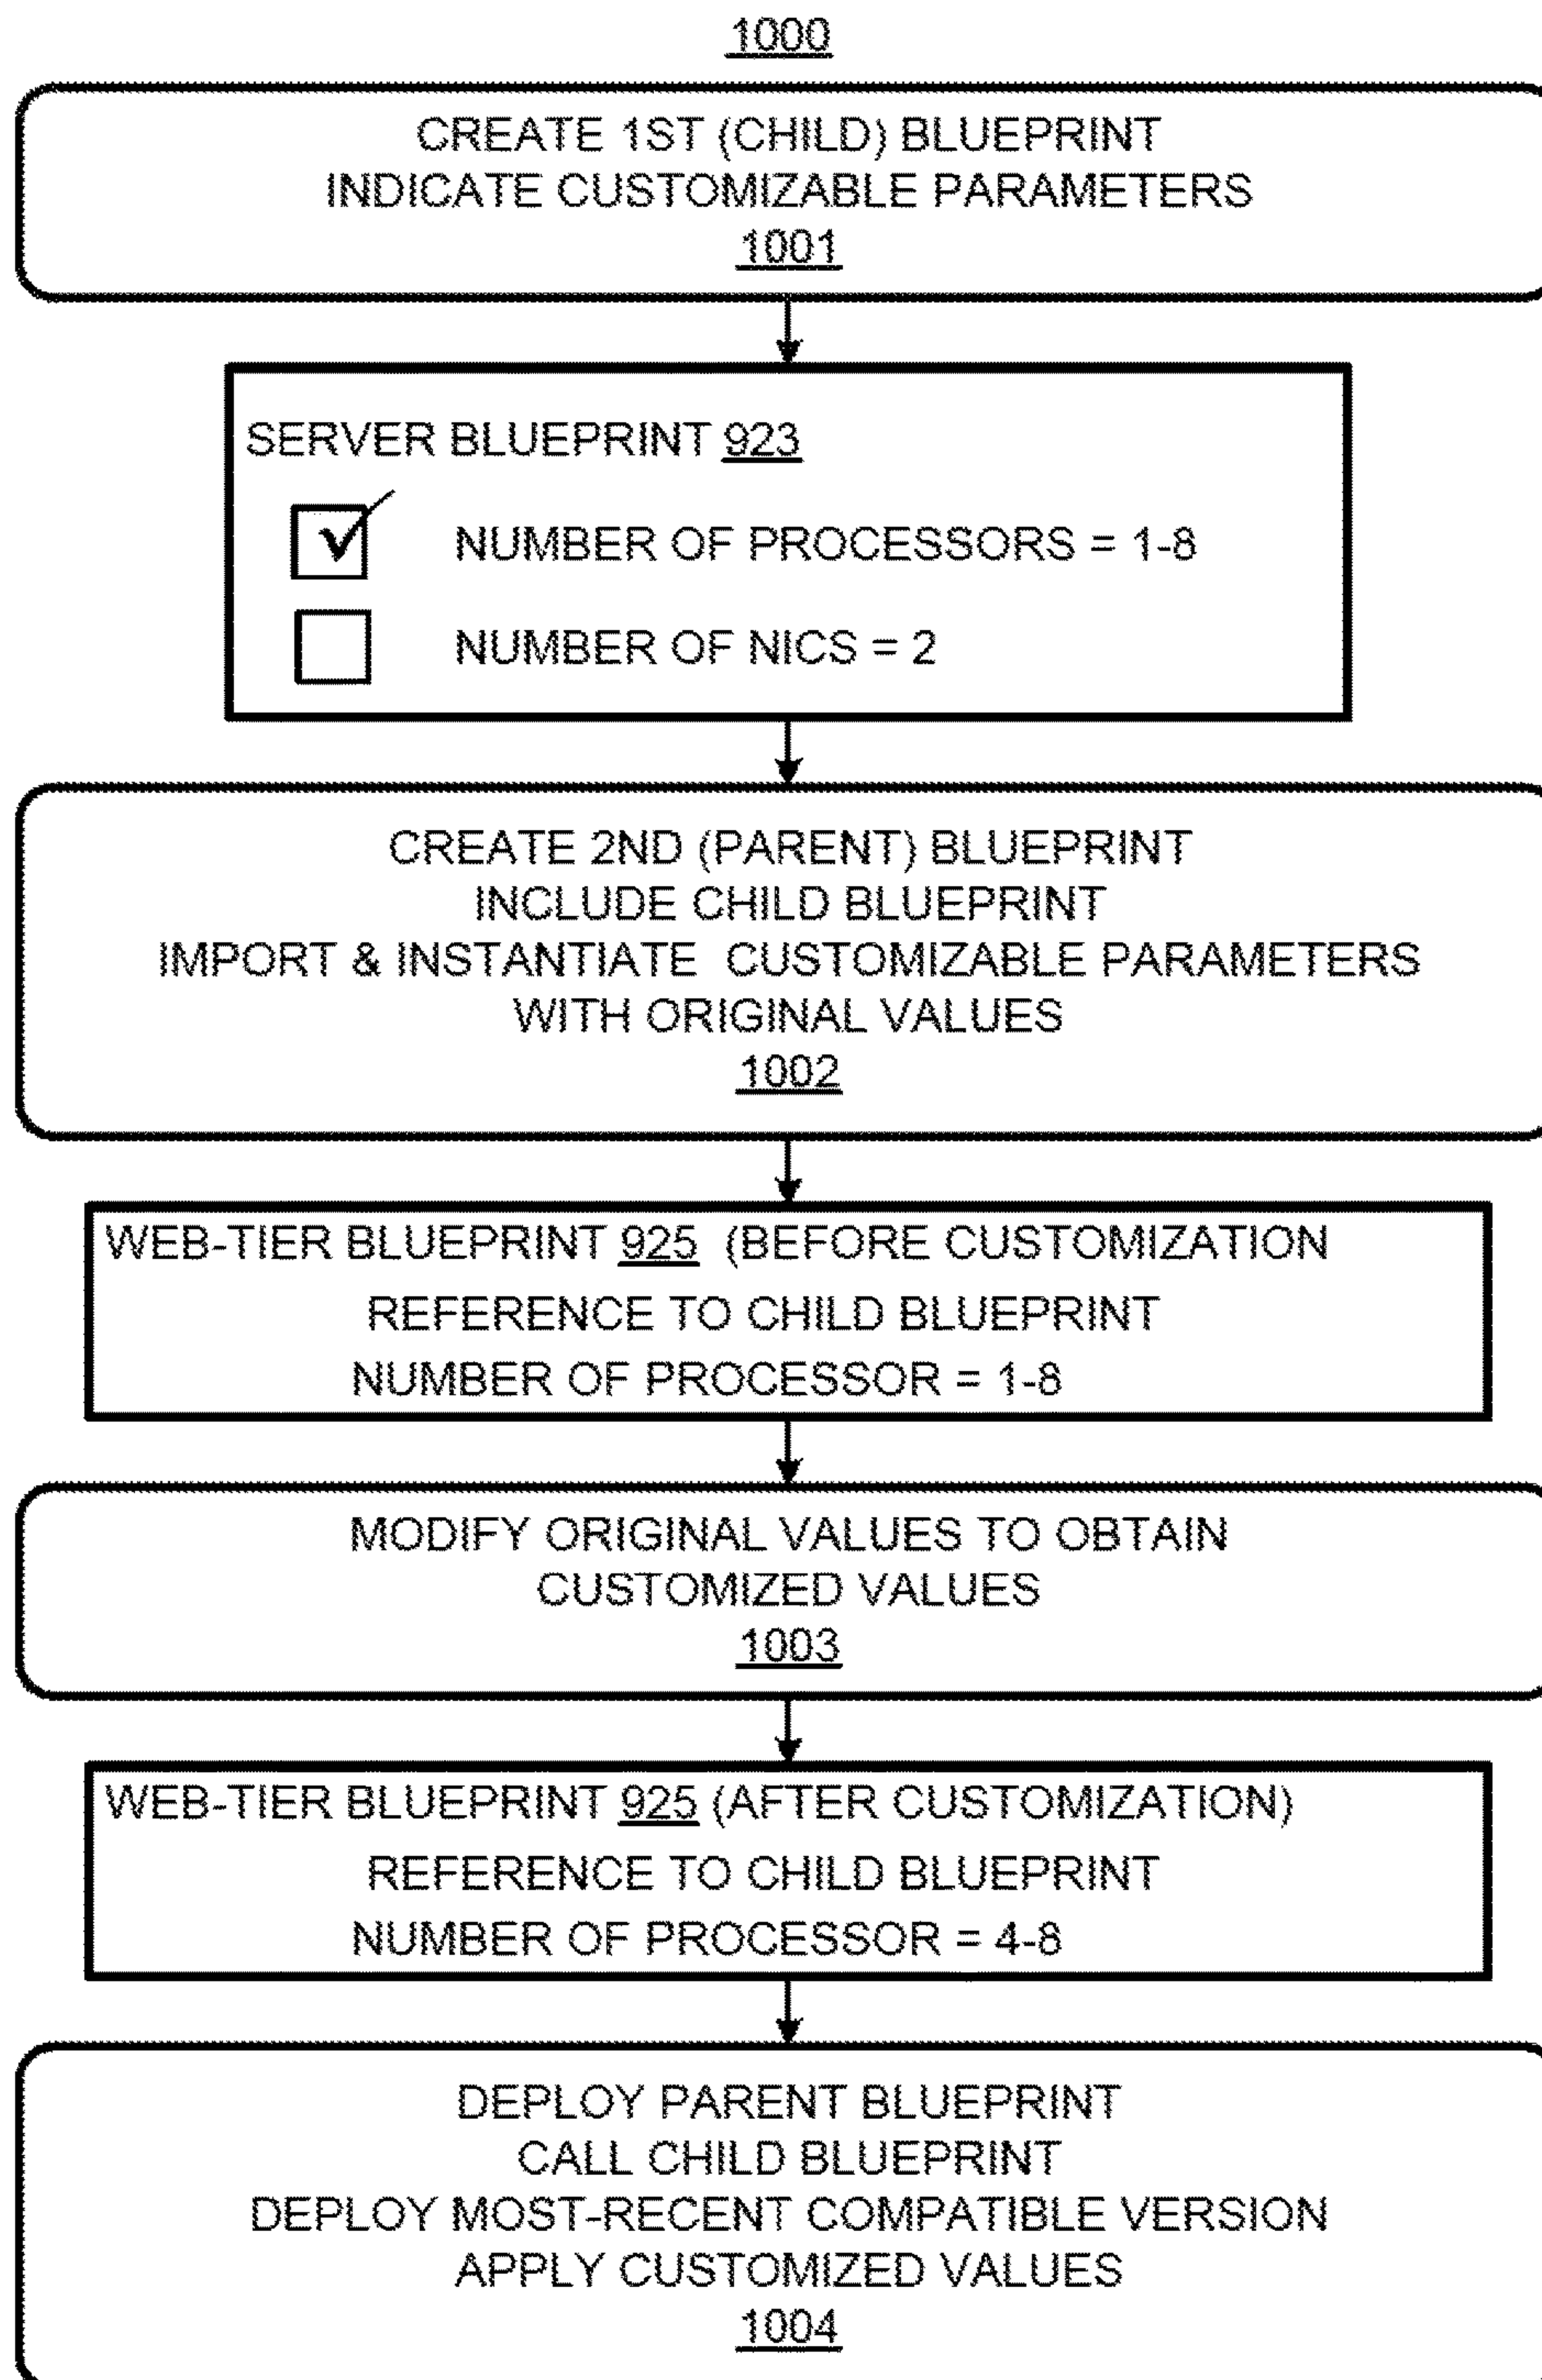 1000
CREATE 1ST (CHILD) BLUEPRINT
INDICATE CUSTOMIZABLE PARAMETERS
1001
SERVER BLUEPRINT 923
NUMBER OF PROCESSORS = 1-8
NUMBER OF NICS = 2
CREATE 2ND (PARENT) BLUEPRINT
INCLUDE CHILD BLUEPRINT
IMPORT & INSTANTIATE CUSTOMIZABLE PARAMETERS
WITH ORIGINAL VALUES
1002
WEB-TIER BLUEPRINT 925 (BEFORE CUSTOMIZATION
REFERENCE TO CHILD BLUEPRINT
NUMBER OF PROCESSOR = 1-8
MODIFY ORIGINAL VALUES TO OBTAIN
CUSTOMIZED VALUES
1003
WEB-TIER BLUEPRINT 925 (AFTER CUSTOMIZATION)
REFERENCE TO CHILD BLUEPRINT
NUMBER OF PROCESSOR = 4-8
DEPLOY PARENT BLUEPRINT
CALL CHILD BLUEPRINT
DEPLOY MOST-RECENT COMPATIBLE VERSION
APPLY CUSTOMIZED VALUES
1004